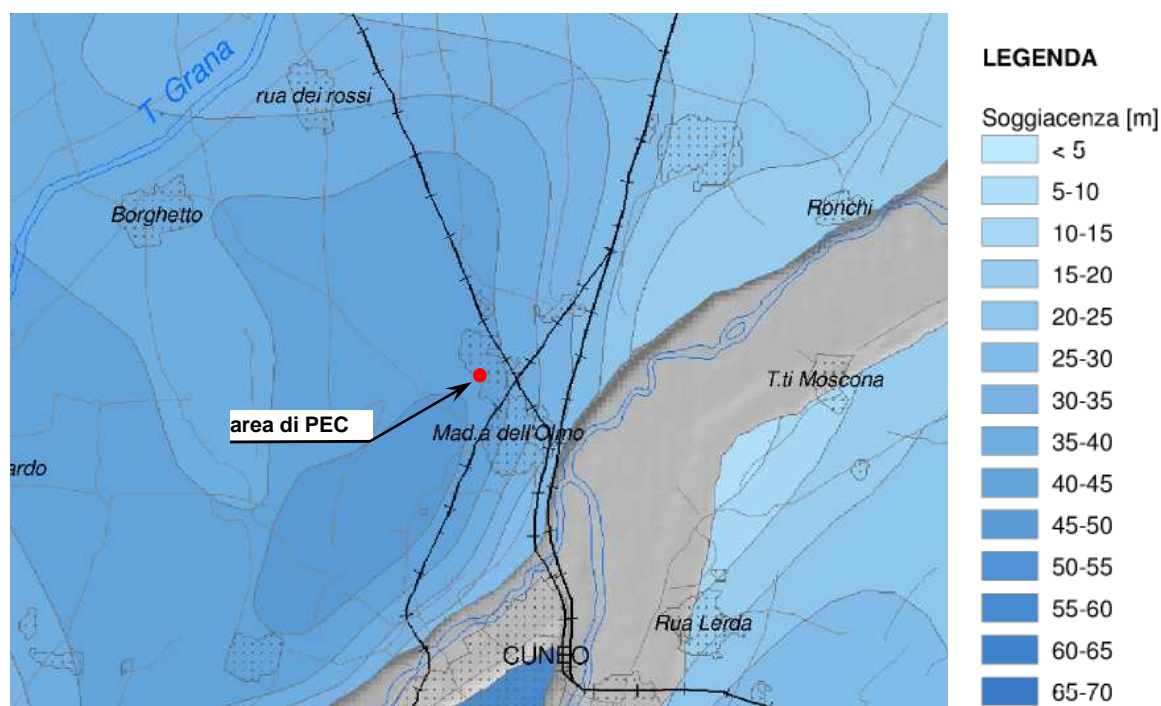 T. Grana
rua dei rossi
Borghetto
Ronchi
T.ti Moscona
area di PEC
Mad.a dell'Olmo
ardo
Rua Lerda
CUNEO
LEGENDA
Soggiacenza [m]
< 5
5-10
10-15
15-20
20-25
25-30
30-35
35-40
40-45
45-50
50-55
55-60
60-65
65-70